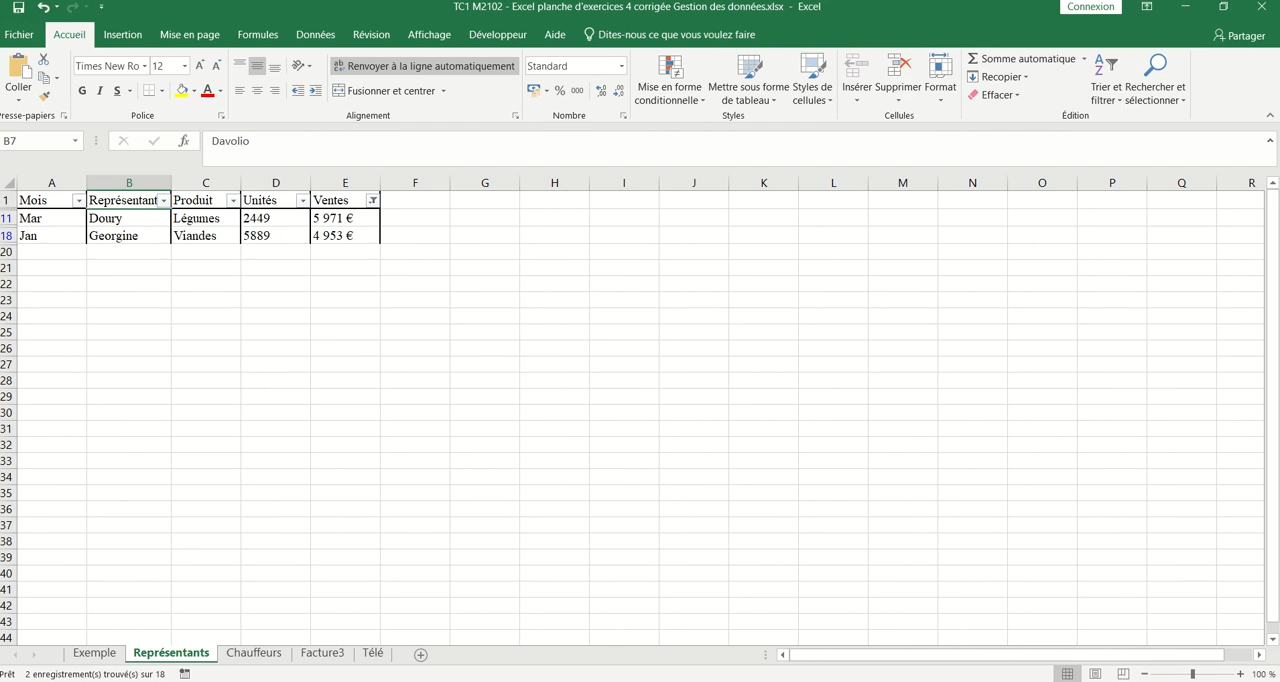 TC1 M2102 - Excel planche d'exercices 4 corrigée Gestion des données.xlsx - Excel
Connexion
Fichier Accueil Insertion Mise en page Formules Données Révision Affichage Développeur Aide Dites-nous ce que vous voulez faire Partager
Times New Ro 12 Renvoyer à la ligne automatiquement Standard Somme automatique
Coller G I S A Fusionner et centrer % 000 Mise en forme conditionnelle Mettre sous forme de tableau Styles de cellules Insérer Supprimer Format Recopier Effacer Trier et filtrer Rechercher et sélectionner
resse-papiers Police Alignement Nombre Styles Cellules Édition
B7 fx Davolio
A B C D E F G H I J K L M N O P Q R
1 Mois Représentant Produit Unités Ventes
11 Mar Doury Légumes 2449 5 971 €
18 Jan Georgine Viandes 5889 4 953 €
20
21
22
23
24
25
26
27
28
29
30
31
32
33
34
35
36
37
38
39
40
41
42
43
44
Exemple Représentants Chauffeurs Facture3 Télé
Prêt 2 enregistrement(s) trouvé(s) sur 18 100 %